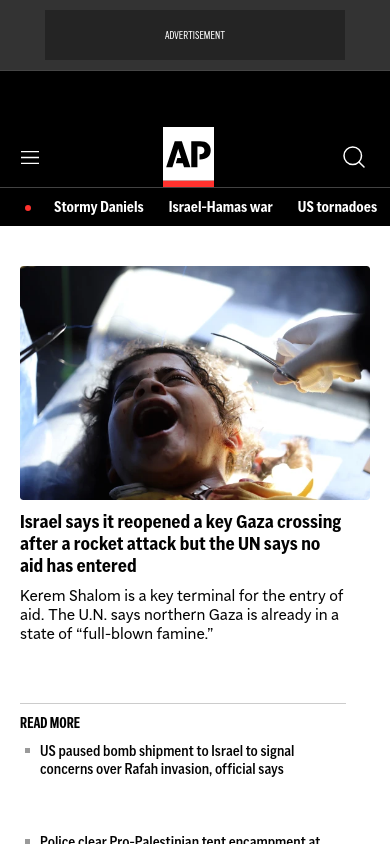 ADVERTISEMENT
AP
Stormy Daniels Israel-Hamas war US tornadoes
Israel says it reopened a key Gaza crossing
after a rocket attack but the UN says no
aid has entered
Kerem Shalom is a key terminal for the entry of
aid. The U.N. says northern Gaza is already in a
state of “full-blown famine.”
READ MORE
US paused bomb shipment to Israel to signal
concerns over Rafah invasion, official says
Police clear Pro-Palestinian tent encampment at